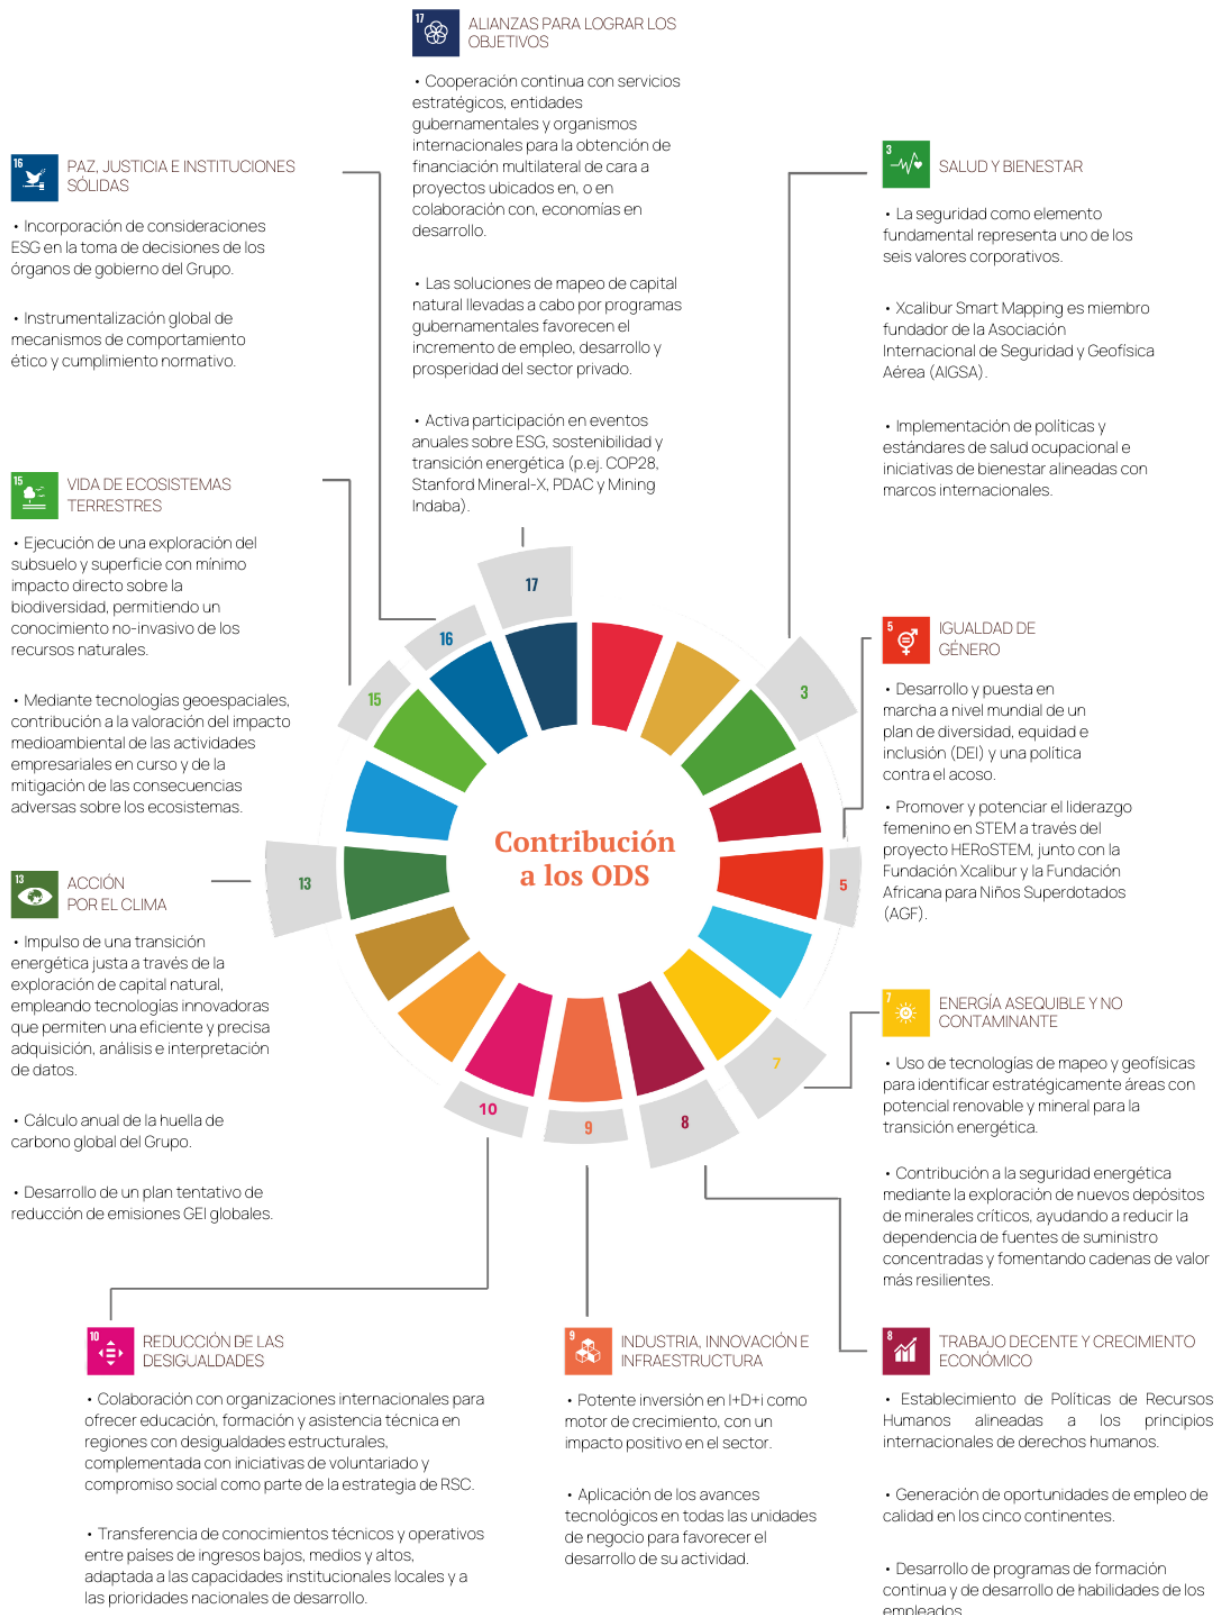 17
ALIANZAS PARA LOGRAR LOS
OBJETIVOS
• Cooperación continua con servicios
estratégicos, entidades
gubernamentales y organismos
internacionales para la obtención de
financiación multilateral de cara a
proyectos ubicados en, o en
colaboración con, economías en
desarrollo.
• Las soluciones de mapeo de capital
natural llevadas a cabo por programas
gubernamentales favorecen el
incremento de empleo, desarrollo y
prosperidad del sector privado.
• Activa participación en eventos
anuales sobre ESG, sostenibilidad y
transición energética (p.ej. COP28,
Stanford Mineral-X, PDAC y Mining
Indaba).
16
PAZ, JUSTICIA E INSTITUCIONES
SÓLIDAS
• Incorporación de consideraciones
ESG en la toma de decisiones de los
órganos de gobierno del Grupo.
• Instrumentalización global de
mecanismos de comportamiento
ético y cumplimiento normativo.
15
VIDA DE ECOSISTEMAS
TERRESTRES
• Ejecución de una exploración del
subsuelo y superficie con mínimo
impacto directo sobre la
biodiversidad, permitiendo un
conocimiento no-invasivo de los
recursos naturales.
• Mediante tecnologías geoespaciales,
contribución a la valoración del impacto
medioambiental de las actividades
empresariales en curso y de la
mitigación de las consecuencias
adversas sobre los ecosistemas.
13
ACCIÓN
POR EL CLIMA
• Impulso de una transición
energética justa a través de la
exploración de capital natural,
empleando tecnologías innovadoras
que permiten una eficiente y precisa
adquisición, análisis e interpretación
de datos.
• Cálculo anual de la huella de
carbono global del Grupo.
• Desarrollo de un plan tentativo de
reducción de emisiones GEI globales.
3
SALUD Y BIENESTAR
• La seguridad como elemento
fundamental representa uno de los
seis valores corporativos.
• Xcalibur Smart Mapping es miembro
fundador de la Asociación
Internacional de Seguridad y Geofísica
Aérea (AIGSA).
• Implementación de políticas y
estándares de salud ocupacional e
iniciativas de bienestar alineadas con
marcos internacionales.
5
IGUALDAD DE
GÉNERO
• Desarrollo y puesta en
marcha a nivel mundial de un
plan de diversidad, equidad e
inclusión (DEI) y una política
contra el acoso.
• Promover y potenciar el liderazgo
femenino en STEM a través del
proyecto HERoSTEM, junto con la
Fundación Xcalibur y la Fundación
Africana para Niños Superdotados
(AGF).
7
ENERGÍA ASEQUIBLE Y NO
CONTAMINANTE
• Uso de tecnologías de mapeo y geofísicas
para identificar estratégicamente áreas con
potencial renovable y mineral para la
transición energética.
• Contribución a la seguridad energética
mediante la exploración de nuevos depósitos
de minerales críticos, ayudando a reducir la
dependencia de fuentes de suministro
concentradas y fomentando cadenas de valor
más resilientes.
17
16
15
13
10
9
8
7
5
3
Contribución
a los ODS
10
REDUCCIÓN DE LAS
DESIGUALDADES
• Colaboración con organizaciones internacionales para
ofrecer educación, formación y asistencia técnica en
regiones con desigualdades estructurales,
complementada con iniciativas de voluntariado y
compromiso social como parte de la estrategia de RSC.
• Transferencia de conocimientos técnicos y operativos
entre países de ingresos bajos, medios y altos,
adaptada a las capacidades institucionales locales y a
las prioridades nacionales de desarrollo.
9
INDUSTRIA, INNOVACIÓN E
INFRAESTRUCTURA
• Potente inversión en I+D+i como
motor de crecimiento, con un
impacto positivo en el sector.
• Aplicación de los avances
tecnológicos en todas las unidades
de negocio para favorecer el
desarrollo de su actividad.
8
TRABAJO DECENTE Y CRECIMIENTO
ECONÓMICO
• Establecimiento de Políticas de Recursos
Humanos alineadas a los principios
internacionales de derechos humanos.
• Generación de oportunidades de empleo de
calidad en los cinco continentes.
• Desarrollo de programas de formación
continua y de desarrollo de habilidades de los
empleados